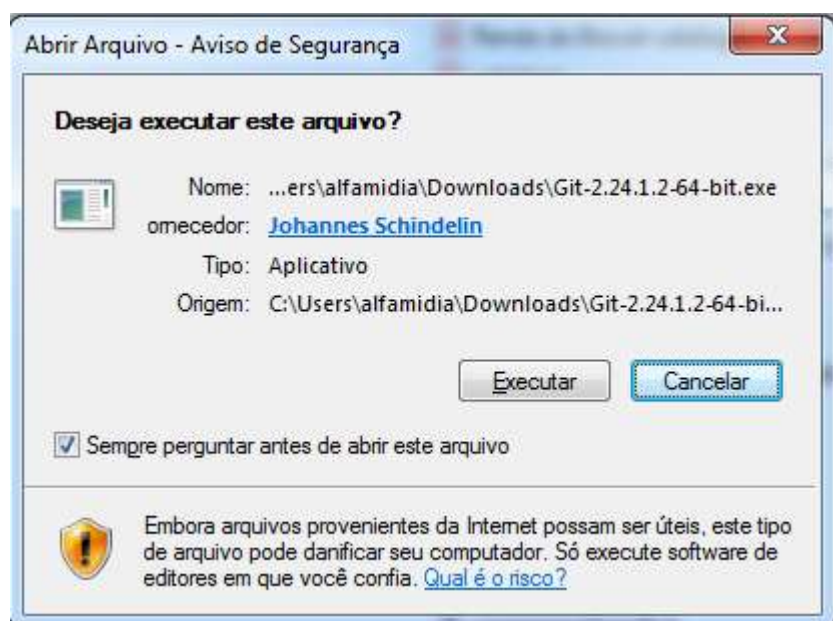 Abrir Arquivo - Aviso de Segurança
Deseja executar este arquivo?
Nome: ...ers\alfamidia\Downloads\Git-2.24.1.2-64-bit.exe
ornecedor: Johannes Schindelin
Tipo: Aplicativo
Origem: C:\Users\alfamidia\Downloads\Git-2.24.1.2-64-bi...
Executar Cancelar
Sempre perguntar antes de abrir este arquivo
Embora arquivos provenientes da Internet possam ser úteis, este tipo
de arquivo pode danificar seu computador. Só execute software de
editores em que você confia. Qual é o risco?